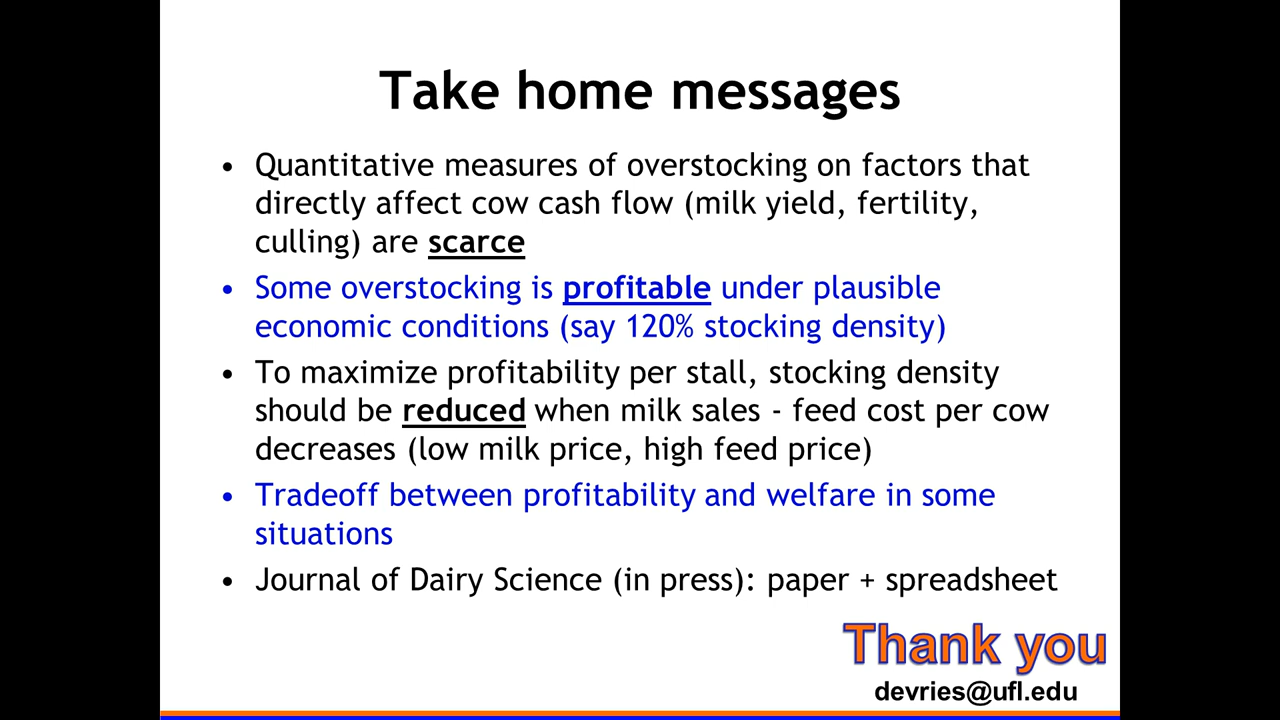 Take home messages
• Quantitative measures of overstocking on factors that
directly affect cow cash flow (milk yield, fertility,
culling) are scarce
• Some overstocking is profitable under plausible
economic conditions (say 120% stocking density)
• To maximize profitability per stall, stocking density
should be reduced when milk sales - feed cost per cow
decreases (low milk price, high feed price)
• Tradeoff between profitability and welfare in some
situations
• Journal of Dairy Science (in press): paper + spreadsheet
Thank you
devries@ufl.edu